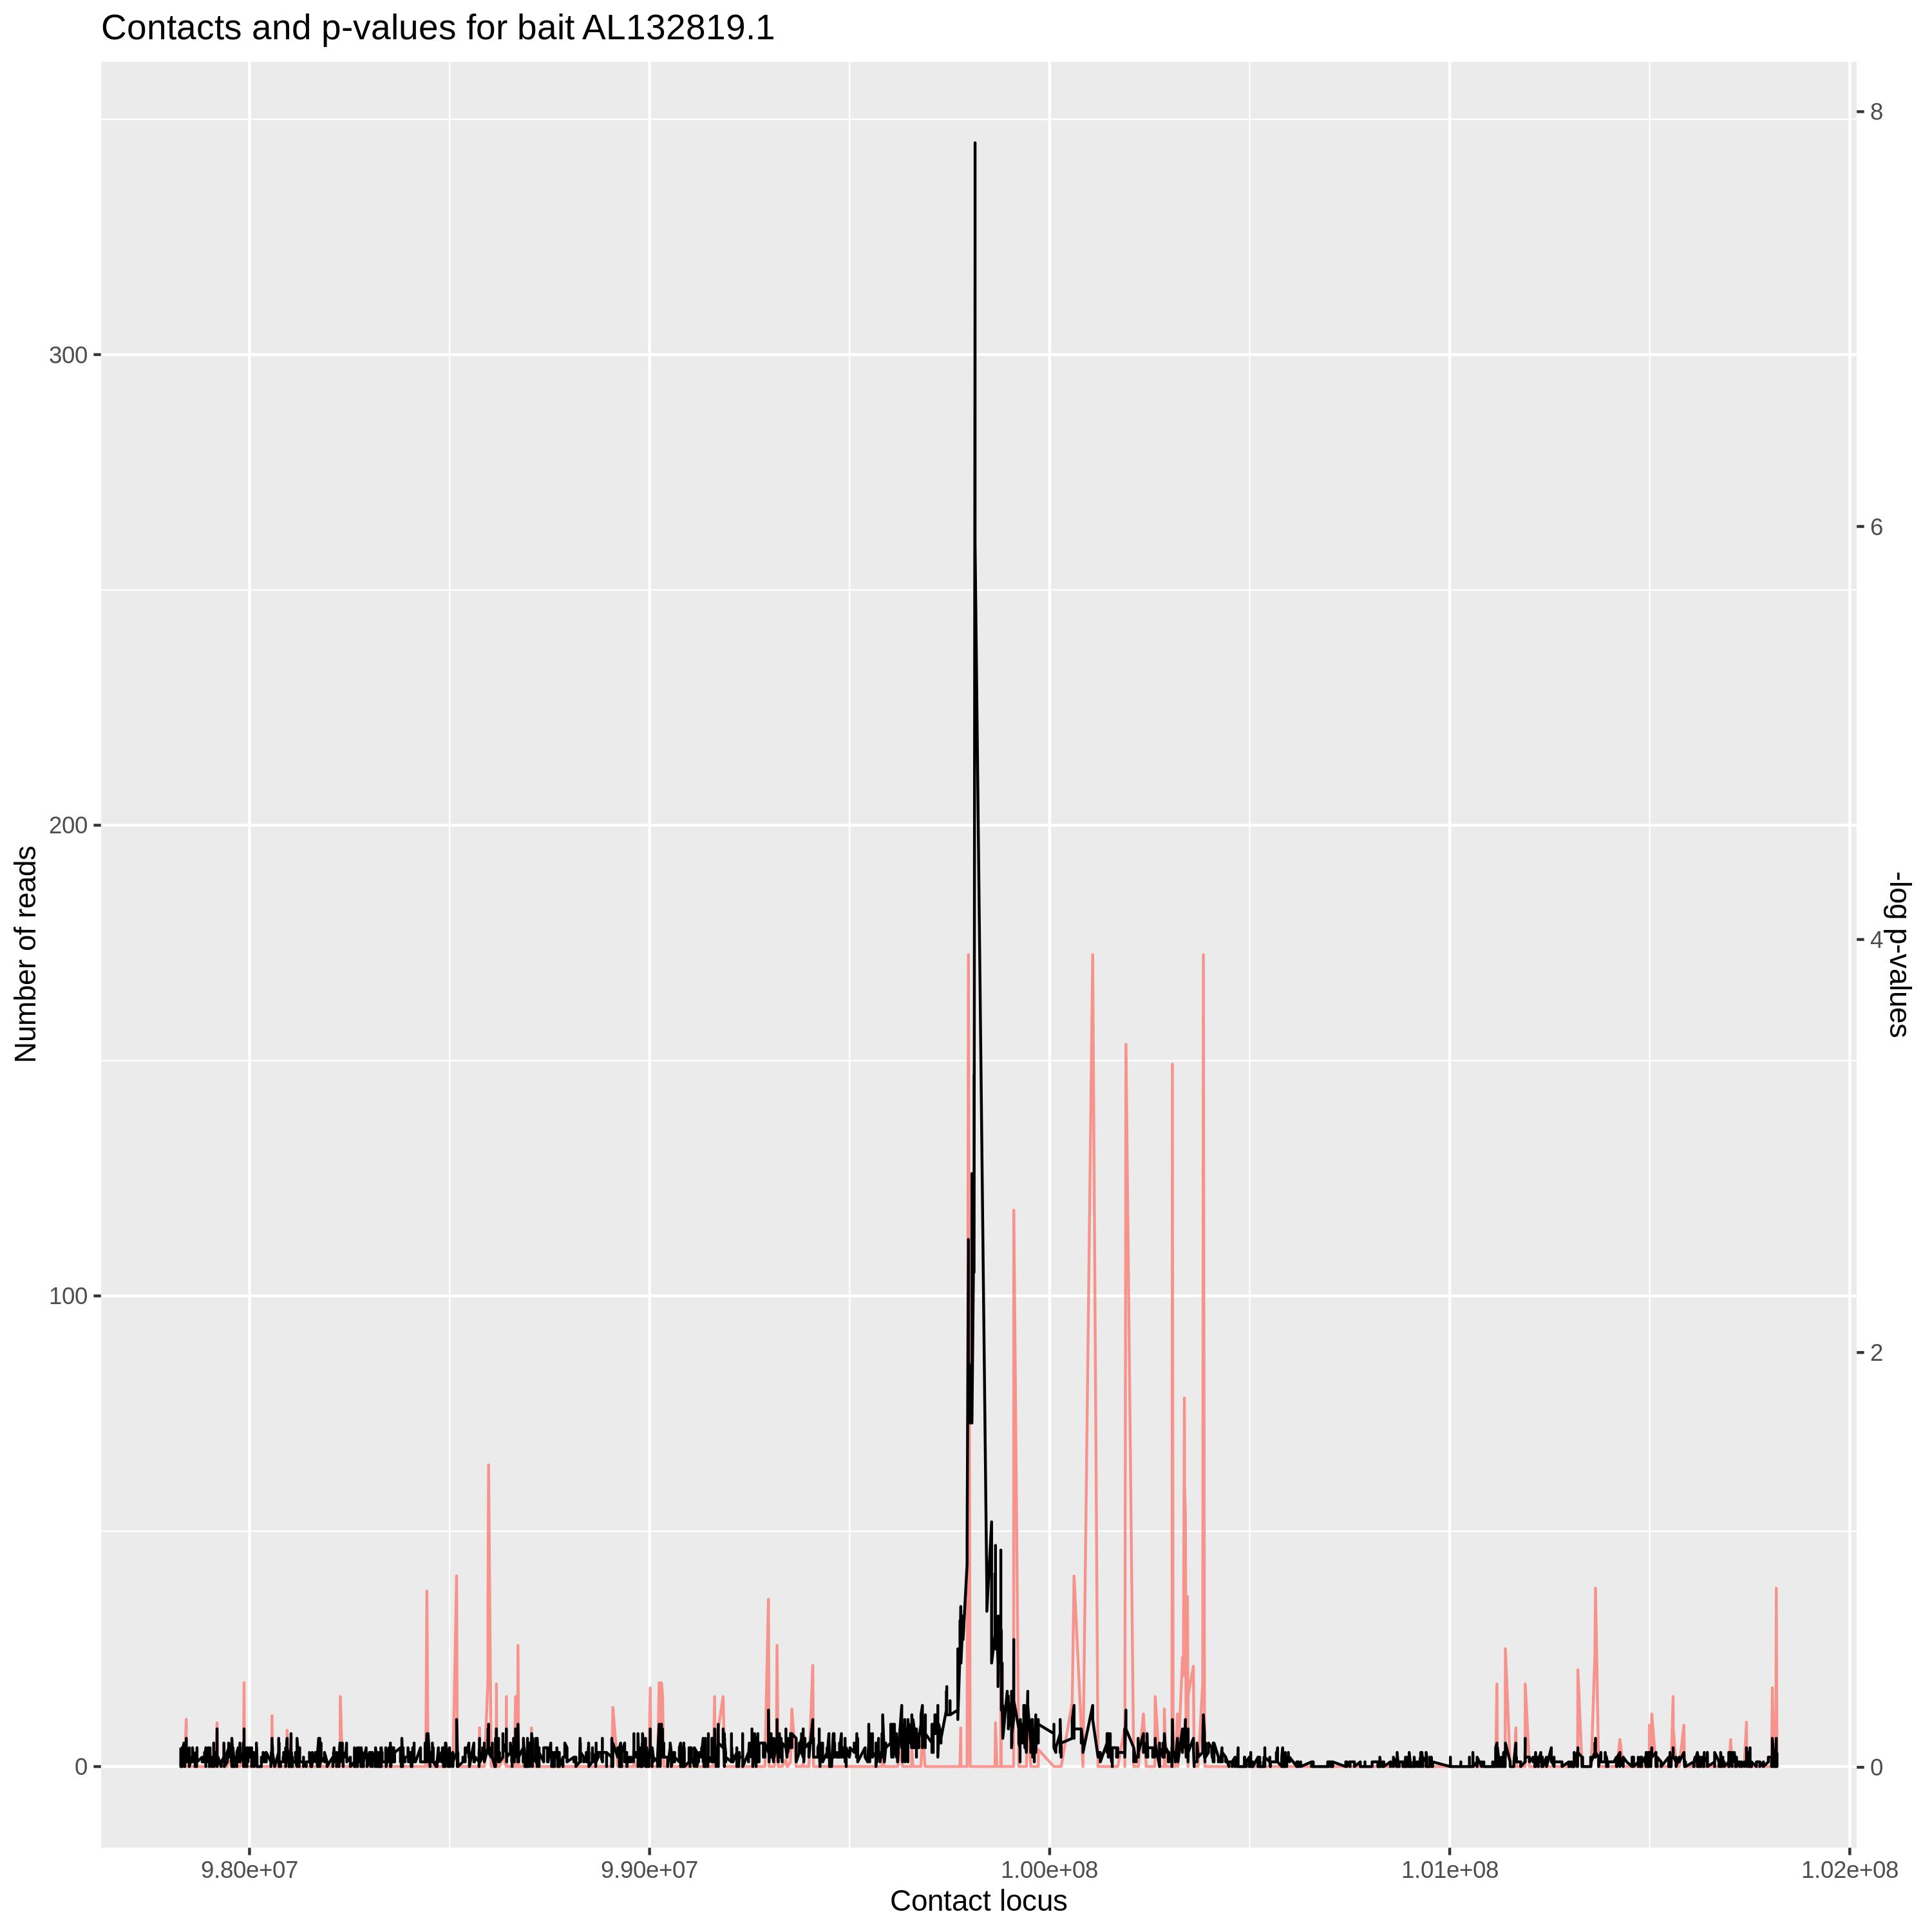 Contacts and p-values for bait AL132819.1
Number of reads
300
200
100
0
8
6
4
2
0
-log p-values
9.80e+07
9.90e+07
1.00e+08
1.01e+08
1.02e+08
Contact locus